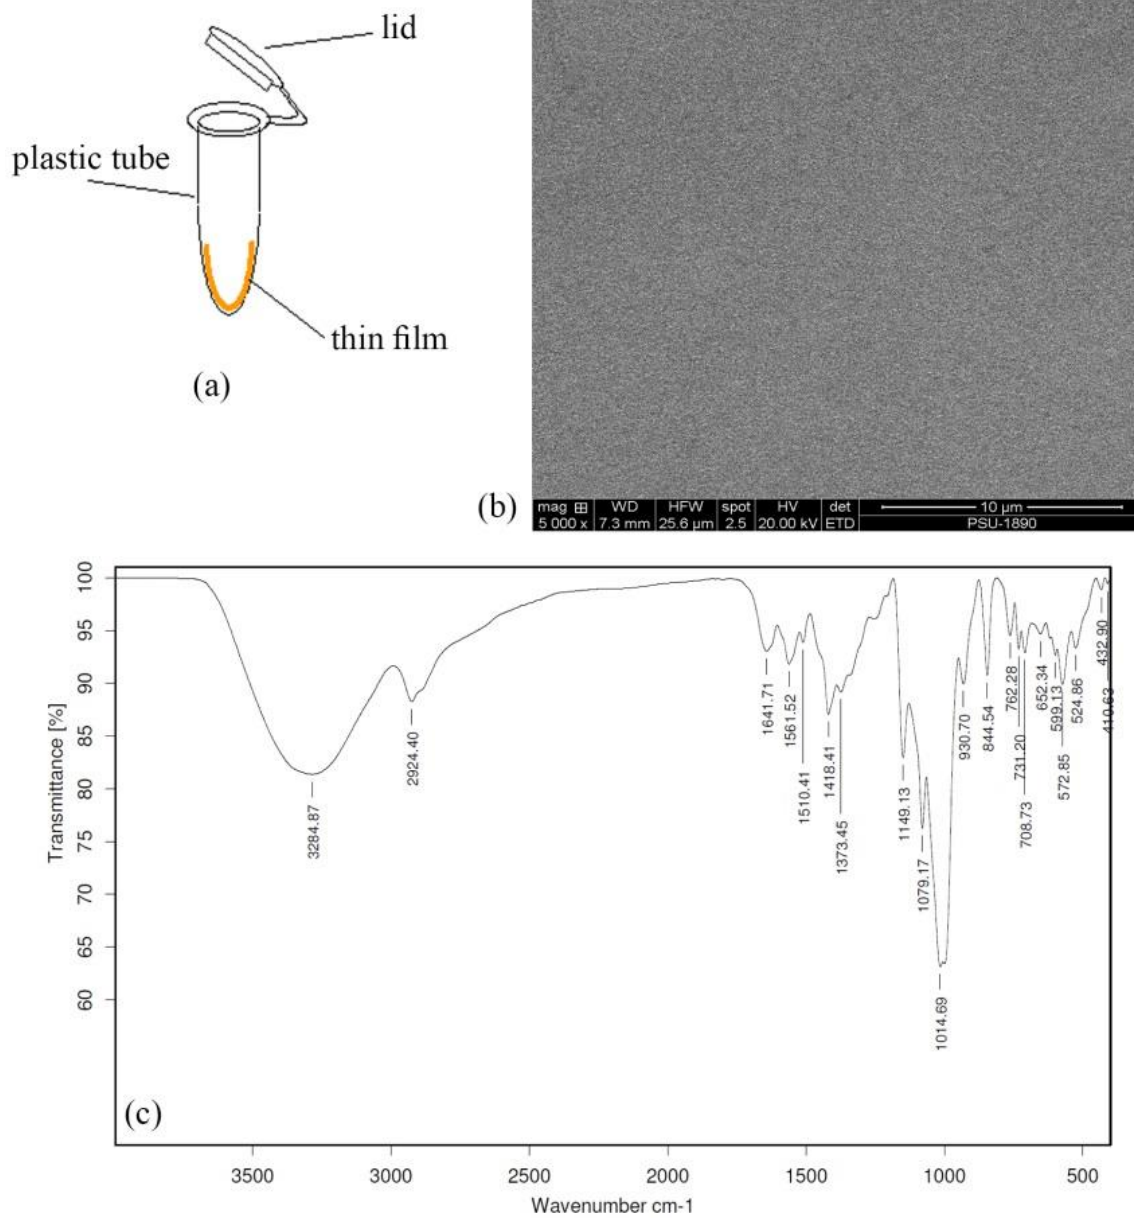 lid
plastic tube
thin film
(a)
(b)
mag WD HFW spot HV det 10 µm
5 000 x 7.3 mm 25.6 µm 2.5 20.00 kV ETD PSU-1890
Transmittance [%]
100
95
90
85
80
75
70
65
60
3284.87
2924.40
1641.71
1561.52
1510.41
1418.41
1373.45
1149.13
1079.17
1014.69
930.70
844.54
762.28
731.20
708.73
652.34
599.13
572.85
524.86
432.90
410.63
(c)
3500 3000 2500 2000 1500 1000 500
Wavenumber cm-1